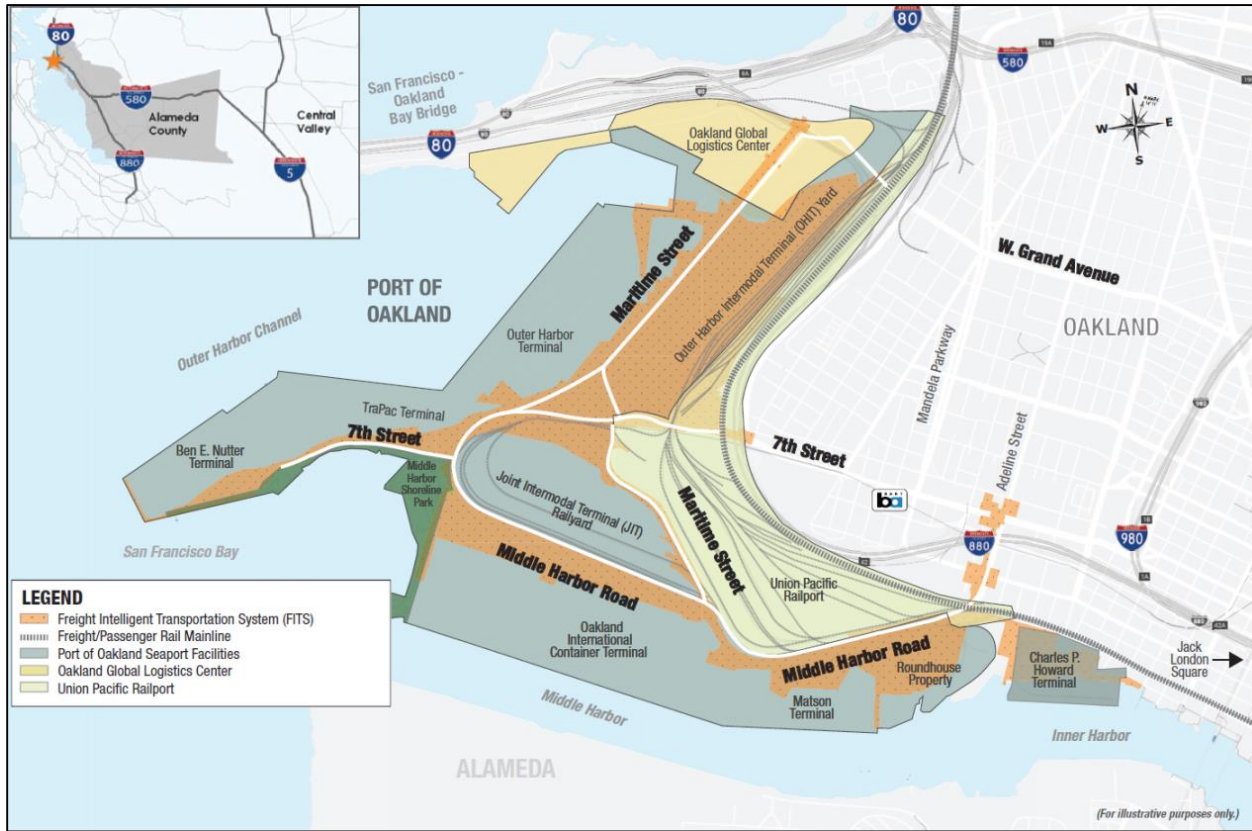 80
580
Alameda
County
Central
Valley
880
5
San Francisco -
Oakland
Bay Bridge
80
80
580
N
W
E
S
Oakland Global
Logistics Center
Outer Harbor Intermodal Terminal (OHIT) Yard
Maritime Street
W. Grand Avenue
OAKLAND
PORT OF
OAKLAND
Outer Harbor Channel
Outer Harbor
Terminal
Mandela Parkway
TraPac Terminal
7th Street
Ben E. Nutter
Terminal
Middle
Harbor
Shoreline
Park
7th Street
Adeline Street
Joint Intermodal Terminal (JIT)
Railyard
ba
BART
Maritime Street
880
980
San Francisco Bay
Middle Harbor Road
Union Pacific
Railport
LEGEND
Freight Intelligent Transportation System (FITS)
Freight/Passenger Rail Mainline
Port of Oakland Seaport Facilities
Oakland Global Logistics Center
Union Pacific Railport
Oakland
International
Container Terminal
Middle Harbor Road
Roundhouse
Property
Charles P.
Howard
Terminal
Jack
London
Square
Matson
Terminal
Middle Harbor
Inner Harbor
ALAMEDA
(For illustrative purposes only.)